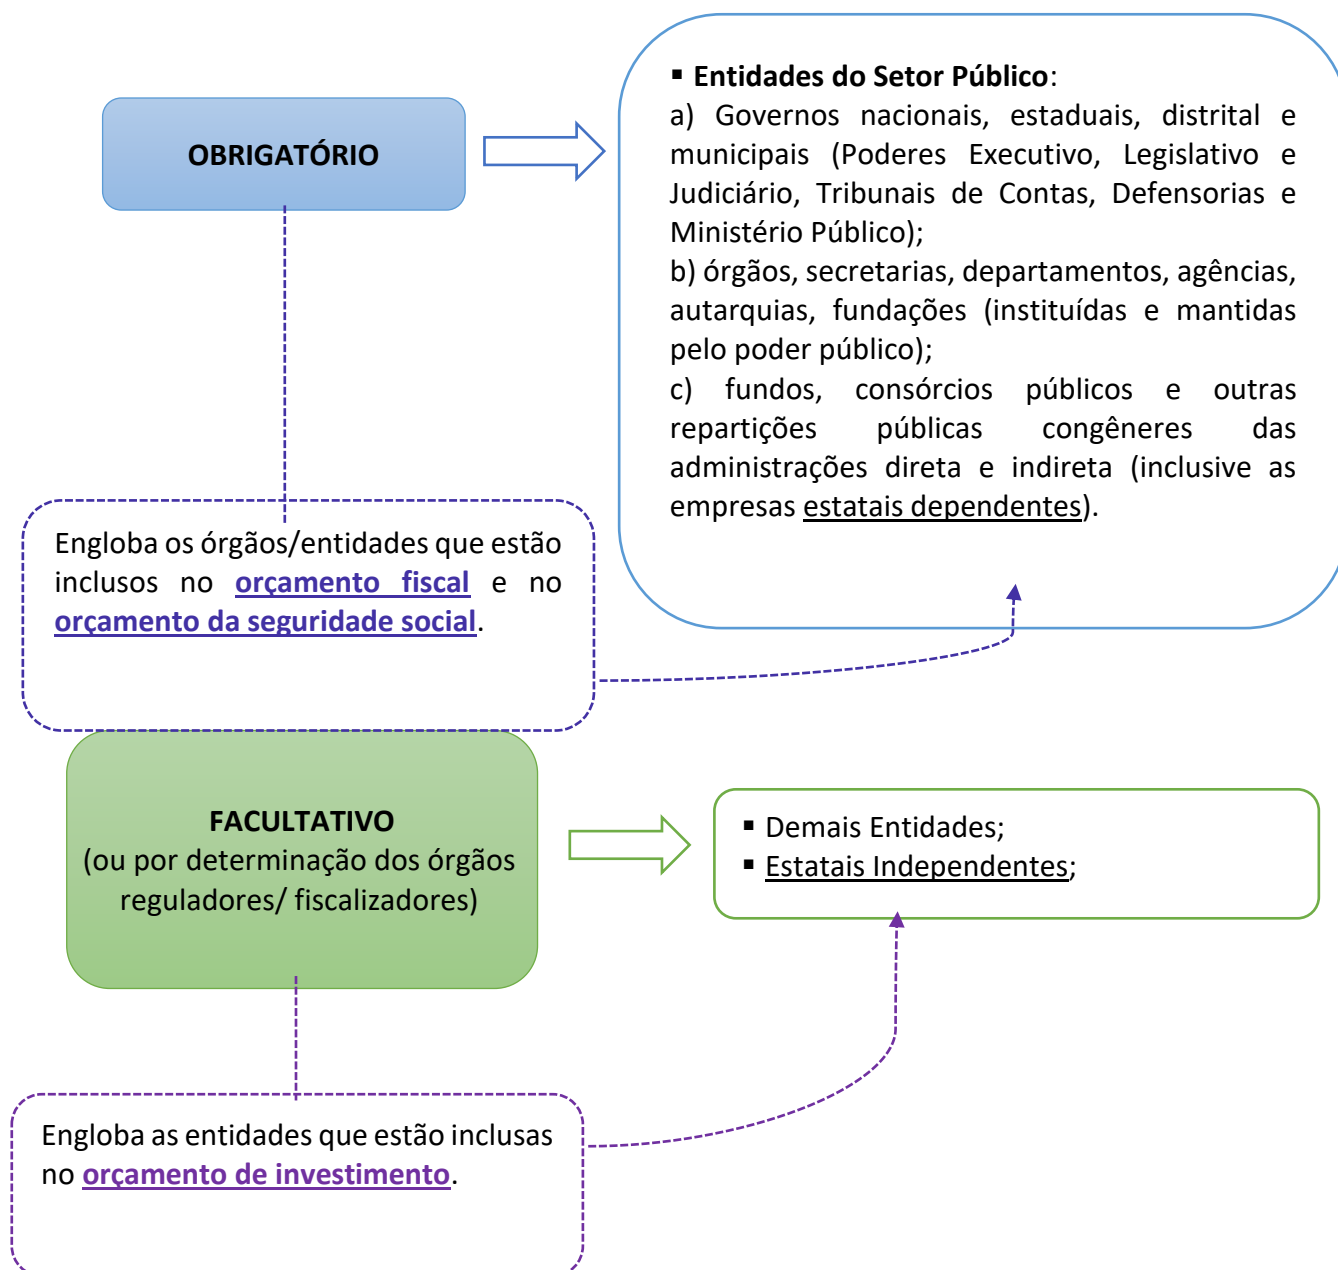 OBRIGATÓRIO
▪ Entidades do Setor Público:
a) Governos nacionais, estaduais, distrital e
municipais (Poderes Executivo, Legislativo e
Judiciário, Tribunais de Contas, Defensorias e
Ministério Público);
b) órgãos, secretarias, departamentos, agências,
autarquias, fundações (instituídas e mantidas
pelo poder público);
c) fundos, consórcios públicos e outras
repartições públicas congêneres das
administrações direta e indireta (inclusive as
empresas estatais dependentes).
Engloba os órgãos/entidades que estão
inclusos no orçamento fiscal e no
orçamento da seguridade social.
FACULTATIVO
(ou por determinação dos órgãos
reguladores/ fiscalizadores)
▪ Demais Entidades;
▪ Estatais Independentes;
Engloba as entidades que estão inclusas
no orçamento de investimento.